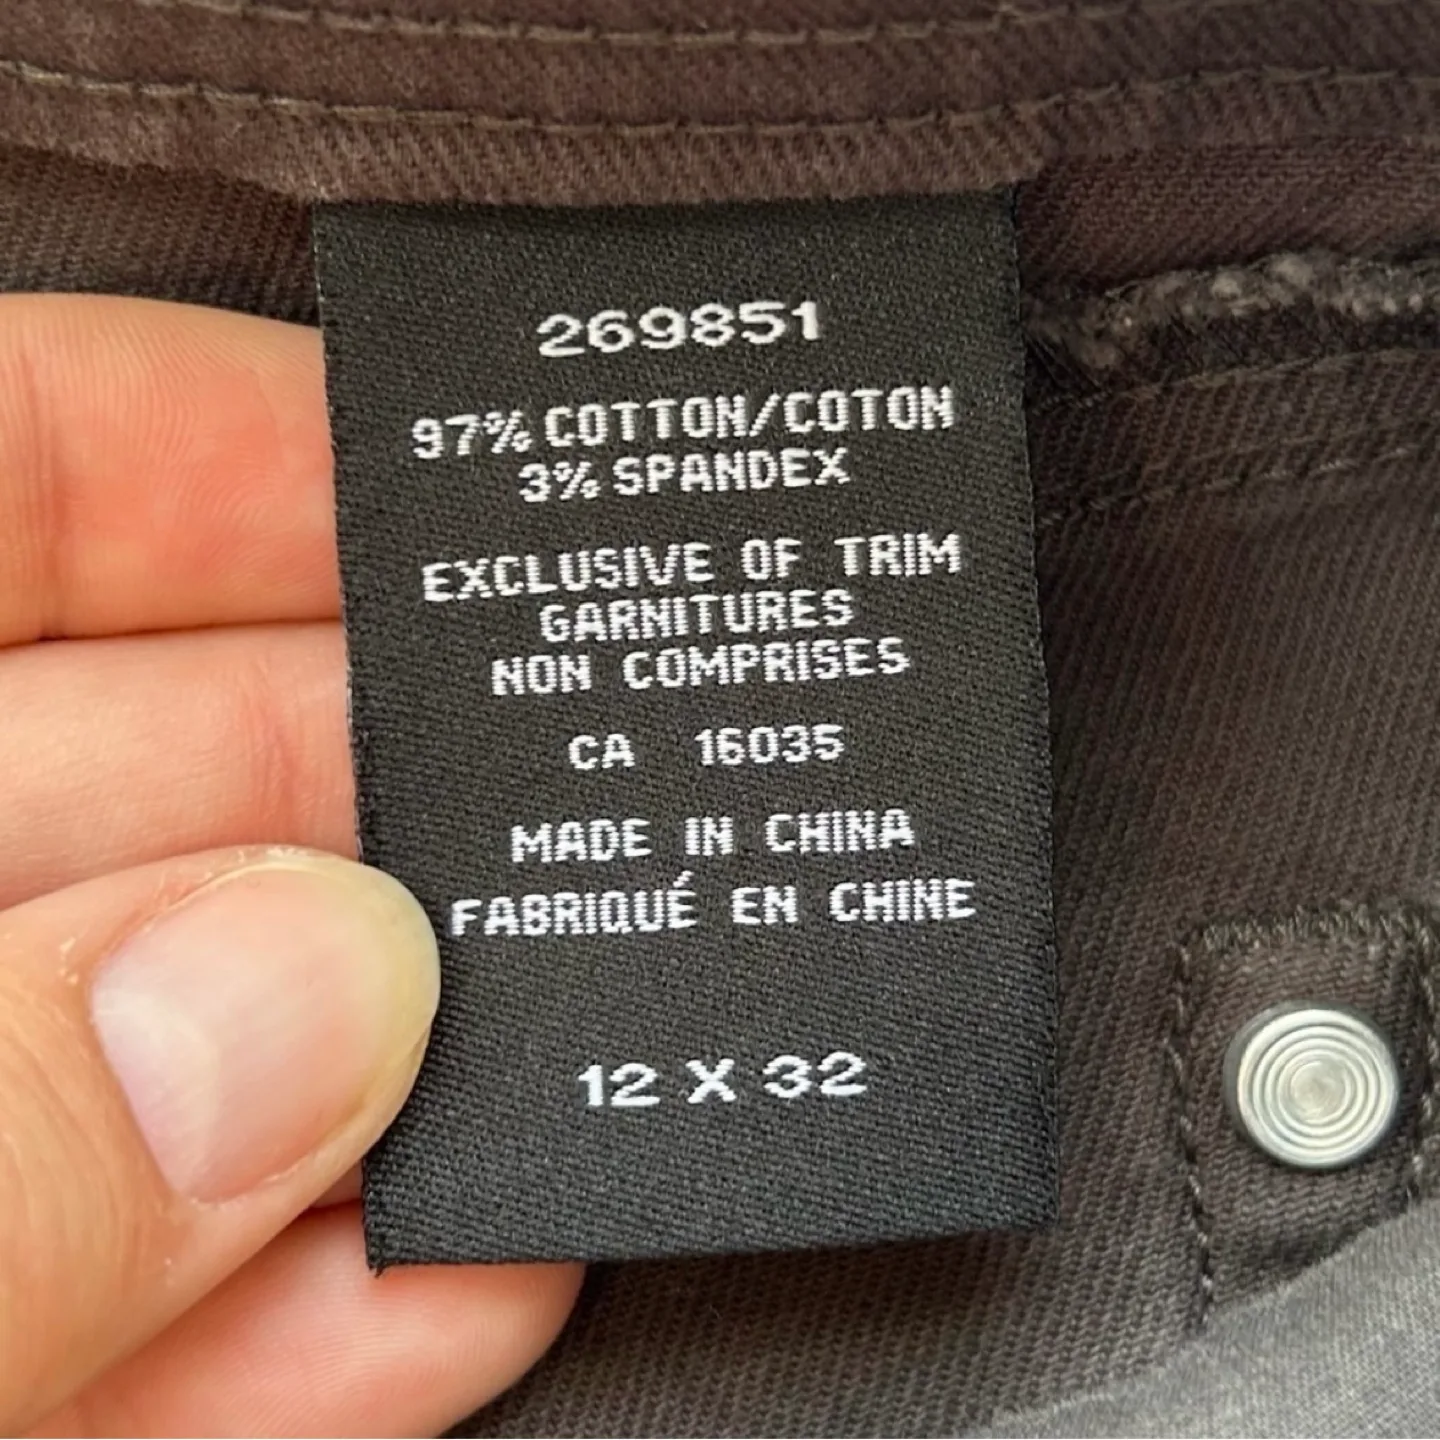 269851
97% COTTON/COTON
3% SPANDEX
EXCLUSIVE OF TRIM
GARNITURES
NON COMPRISES
CA 16035
MADE IN CHINA
FABRIQUÉ EN CHINE
12 X 32